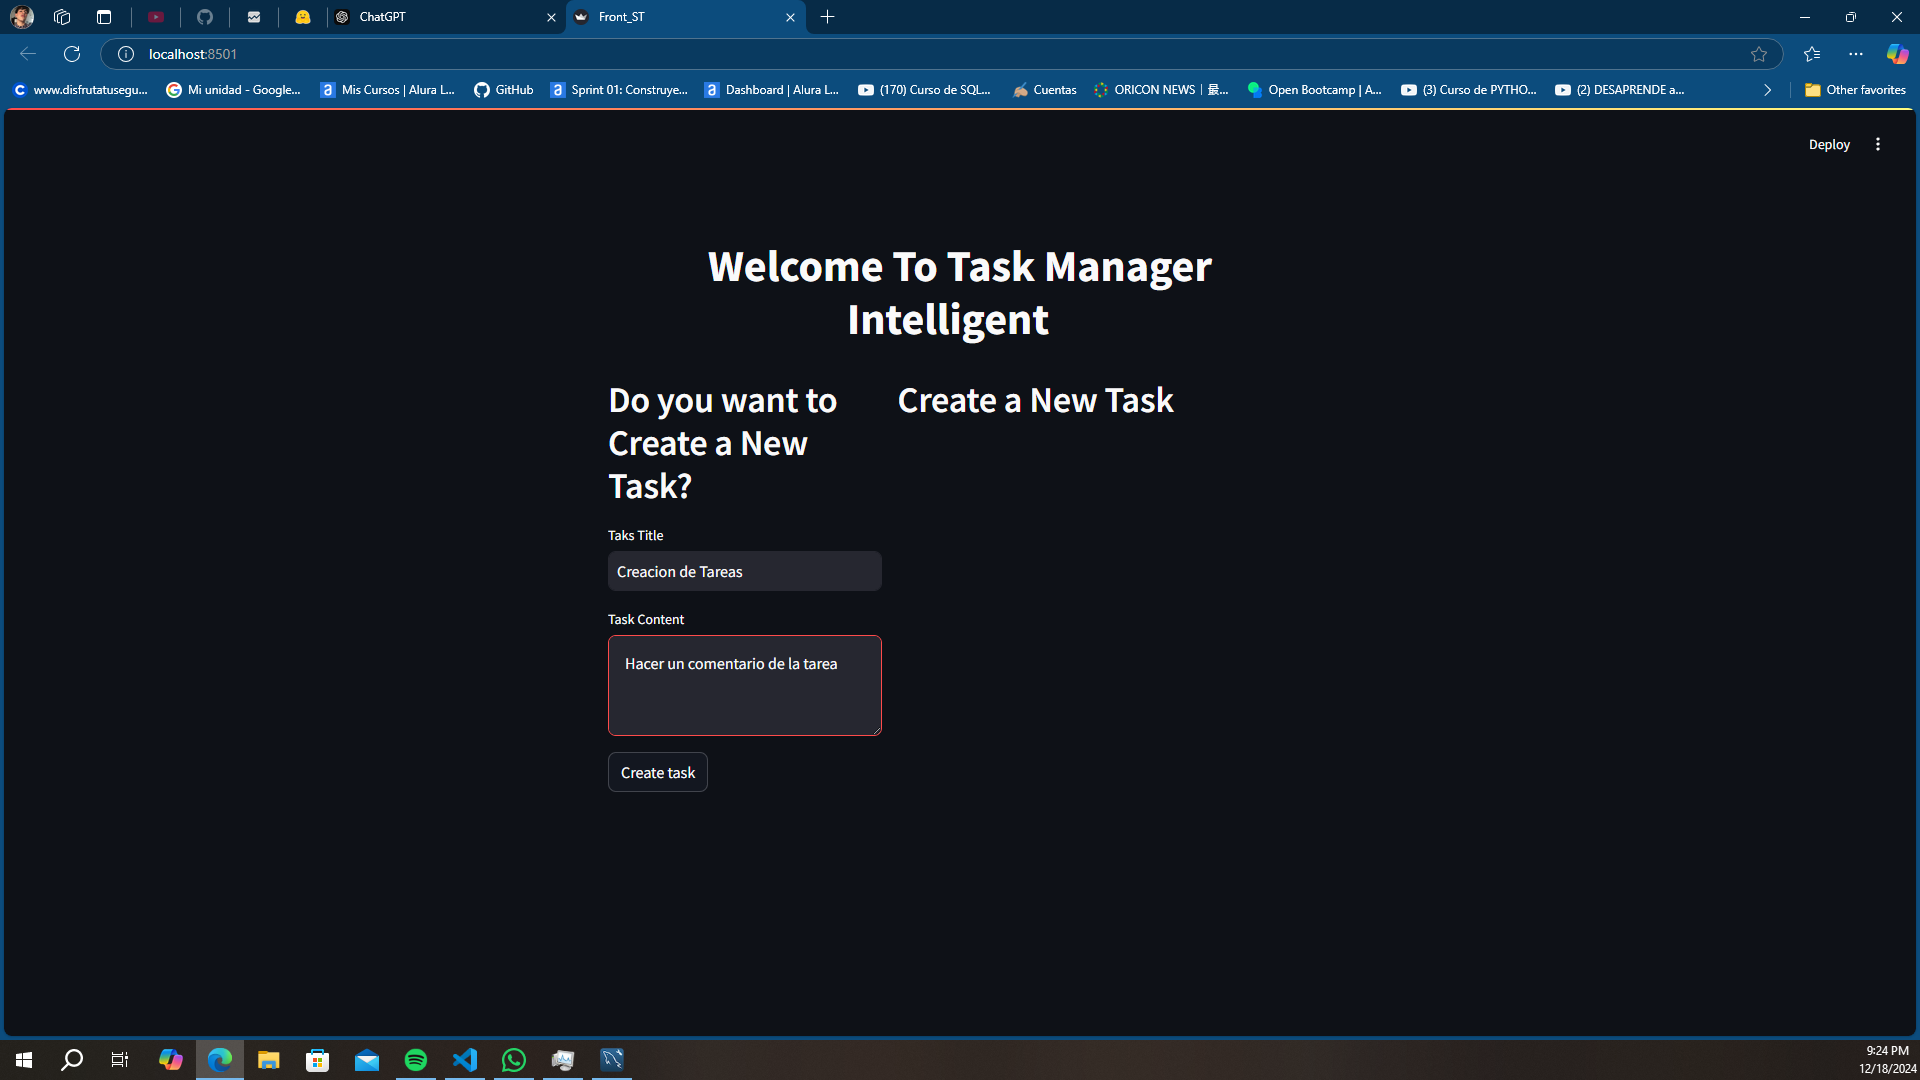 ChatGPT
Front_ST
localhost:8501
www.disfrutatusegu...
Mi unidad - Google...
Mis Cursos | Alura L...
GitHub
Sprint 01: Construye...
Dashboard | Alura L...
(170) Curso de SQL...
Cuentas
ORICON NEWS | 最...
Open Bootcamp | A...
(3) Curso de PYTHO...
(2) DESAPRENDE a...
Other favorites
Deploy
Welcome To Task Manager
Intelligent
Do you want to
Create a New
Task?
Create a New Task
Taks Title
Creacion de Tareas
Task Content
Hacer un comentario de la tarea
Create task
9:24 PM
12/18/2024